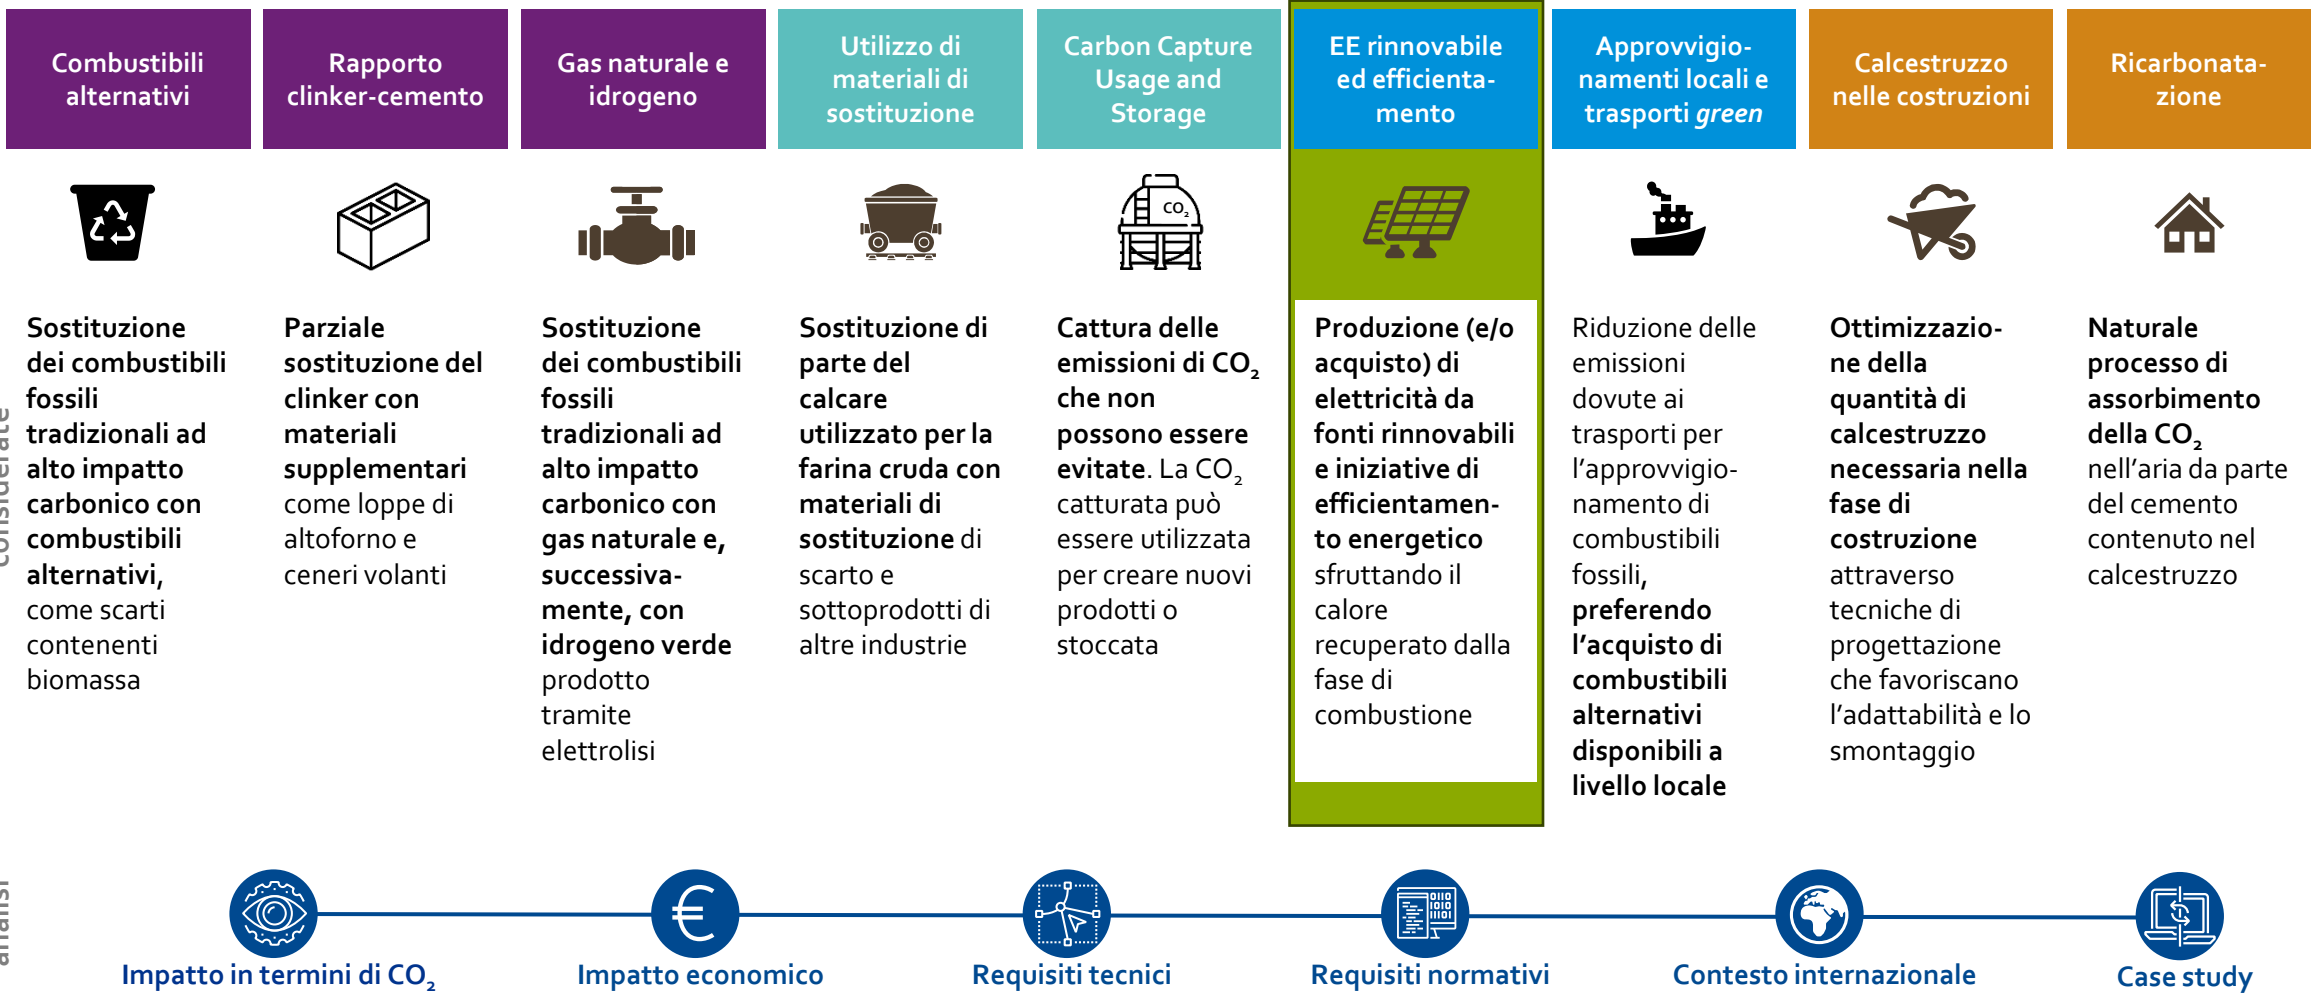 Combustibili
alternativi
Rapporto
clinker-cemento
Gas naturale e
idrogeno
Utilizzo di
materiali di
sostituzione
Carbon Capture
Usage and
Storage
EE rinnovabile
ed efficienta-
mento
Approvvigio-
namenti locali e
trasporti green
Calcestruzzo
nelle costruzioni
Ricarbonata-
zione
CO₂
Sostituzione
dei combustibili
fossili
tradizionali ad
alto impatto
carbonico con
combustibili
alternativi,
come scarti
contenenti
biomassa
Parziale
sostituzione del
clinker con
materiali
supplementari
come loppe di
altoforno e
ceneri volanti
Sostituzione
dei combustibili
fossili
tradizionali ad
alto impatto
carbonico con
gas naturale e,
successiva-
mente, con
idrogeno verde
prodotto
tramite
elettrolisi
Sostituzione di
parte del
calcare
utilizzato per la
farina cruda con
materiali di
sostituzione di
scarto e
sottoprodotti di
altre industrie
Cattura delle
emissioni di CO₂
che non
possono essere
evitate. La CO₂
catturata può
essere utilizzata
per creare nuovi
prodotti o
stoccata
Produzione (e/o
acquisto) di
elettricità da
fonti rinnovabili
e iniziative di
efficientamen-
to energetico
sfruttando il
calore
recuperato dalla
fase di
combustione
Riduzione delle
emissioni
dovute ai
trasporti per
l’approvvigio-
namento di
combustibili
fossili,
preferendo
l’acquisto di
combustibili
alternativi
disponibili a
livello locale
Ottimizzazio-
ne della
quantità di
calcestruzzo
necessaria nella
fase di
costruzione
attraverso
tecniche di
progettazione
che favoriscano
l’adattabilità e lo
smontaggio
Naturale
processo di
assorbimento
della CO₂
nell’aria da parte
del cemento
contenuto nel
calcestruzzo
considerate
analisi
€
0110
1010
11101
Impatto in termini di CO₂
Impatto economico
Requisiti tecnici
Requisiti normativi
Contesto internazionale
Case study